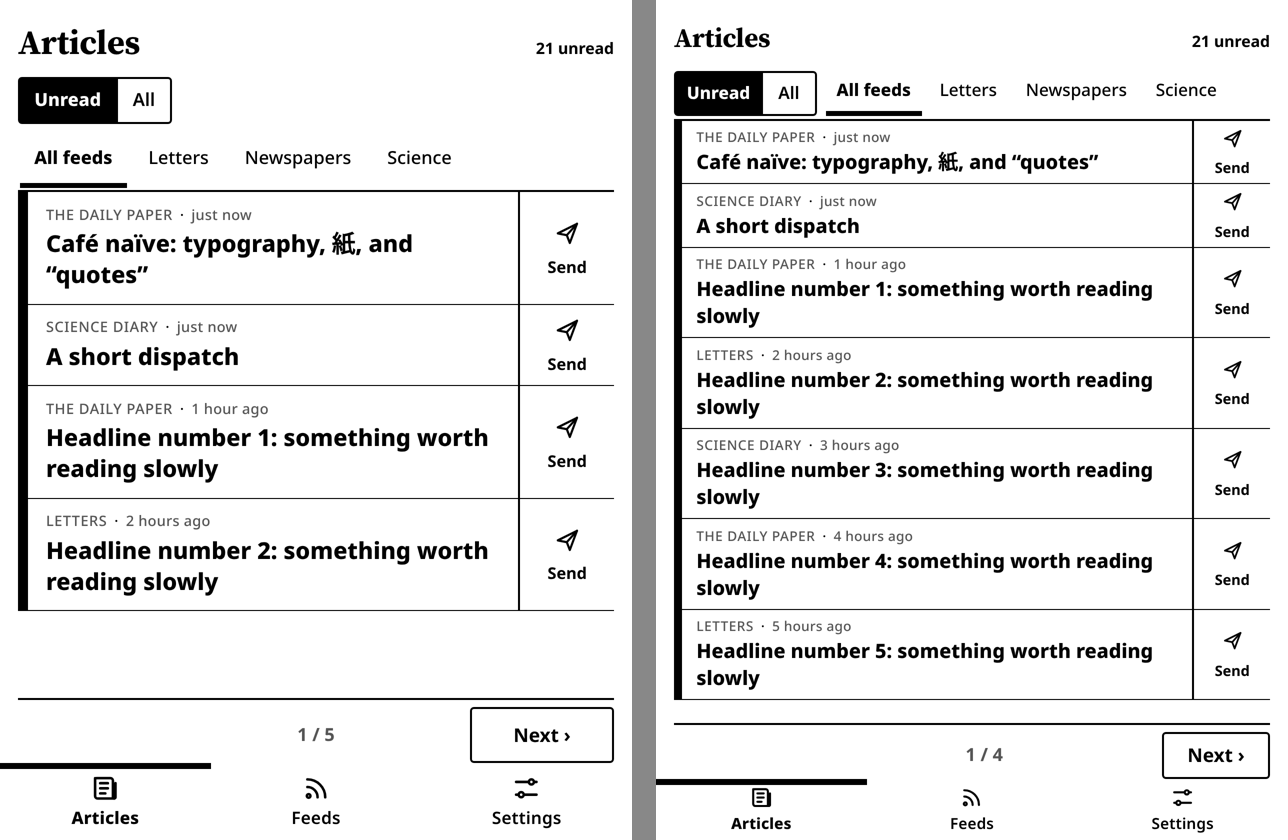 Articles
21 unread
Unread
All
All feeds
Letters
Newspapers
Science
THE DAILY PAPER · just now
Café naïve: typography, 紙, and
“quotes”
Send
SCIENCE DIARY · just now
A short dispatch
Send
THE DAILY PAPER · 1 hour ago
Headline number 1: something worth
reading slowly
Send
LETTERS · 2 hours ago
Headline number 2: something worth
reading slowly
Send
1 / 5
Next ›
Articles
Feeds
Settings
Articles
21 unread
Unread
All
All feeds
Letters
Newspapers
Science
THE DAILY PAPER · just now
Café naïve: typography, 紙, and “quotes”
Send
SCIENCE DIARY · just now
A short dispatch
Send
THE DAILY PAPER · 1 hour ago
Headline number 1: something worth reading
slowly
Send
LETTERS · 2 hours ago
Headline number 2: something worth reading
slowly
Send
SCIENCE DIARY · 3 hours ago
Headline number 3: something worth reading
slowly
Send
THE DAILY PAPER · 4 hours ago
Headline number 4: something worth reading
slowly
Send
LETTERS · 5 hours ago
Headline number 5: something worth reading
slowly
Send
1 / 4
Next ›
Articles
Feeds
Settings